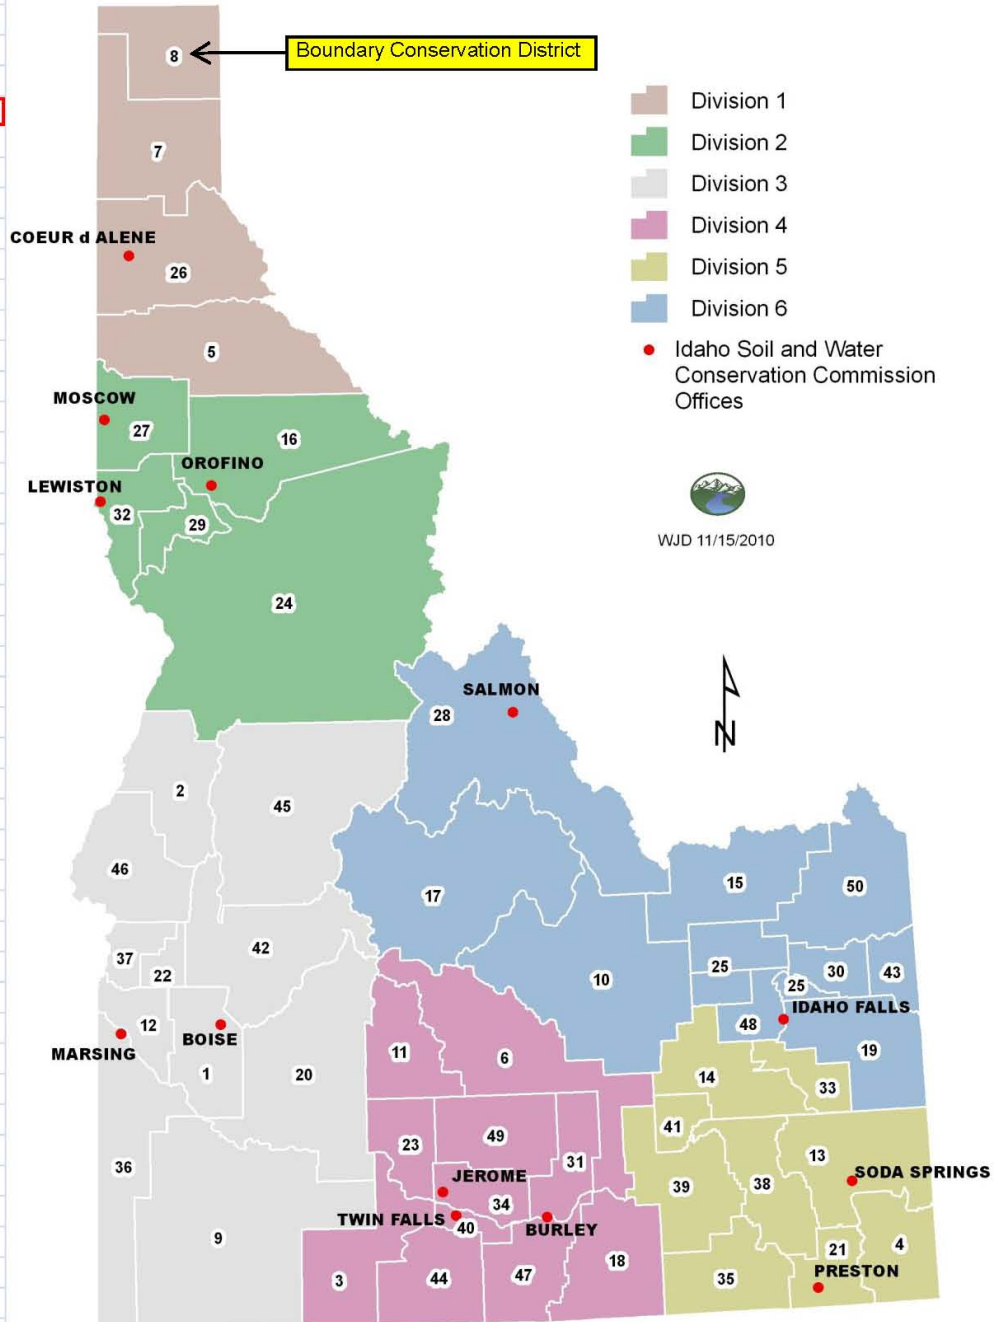 8
Boundary Conservation District
Division 1
Division 2
7
Division 3
Division 4
COEUR d ALENE
26
Division 5
Division 6
Idaho Soil and Water
Conservation Commission
Offices
5
MOSCOW
27
16
OROFINO
LEWISTON
32
29
WJD 11/15/2010
24
SALMON
28
N
2
45
46
17
15
50
37
22
42
10
25
25
30
43
IDAHO FALLS
12
48
MARSING
BOISE
1
20
11
6
19
14
33
36
23
49
31
41
13
SODA SPRINGS
JEROME
34
39
38
TWIN FALLS
40
BURLEY
9
3
44
47
18
35
21
4
PRESTON